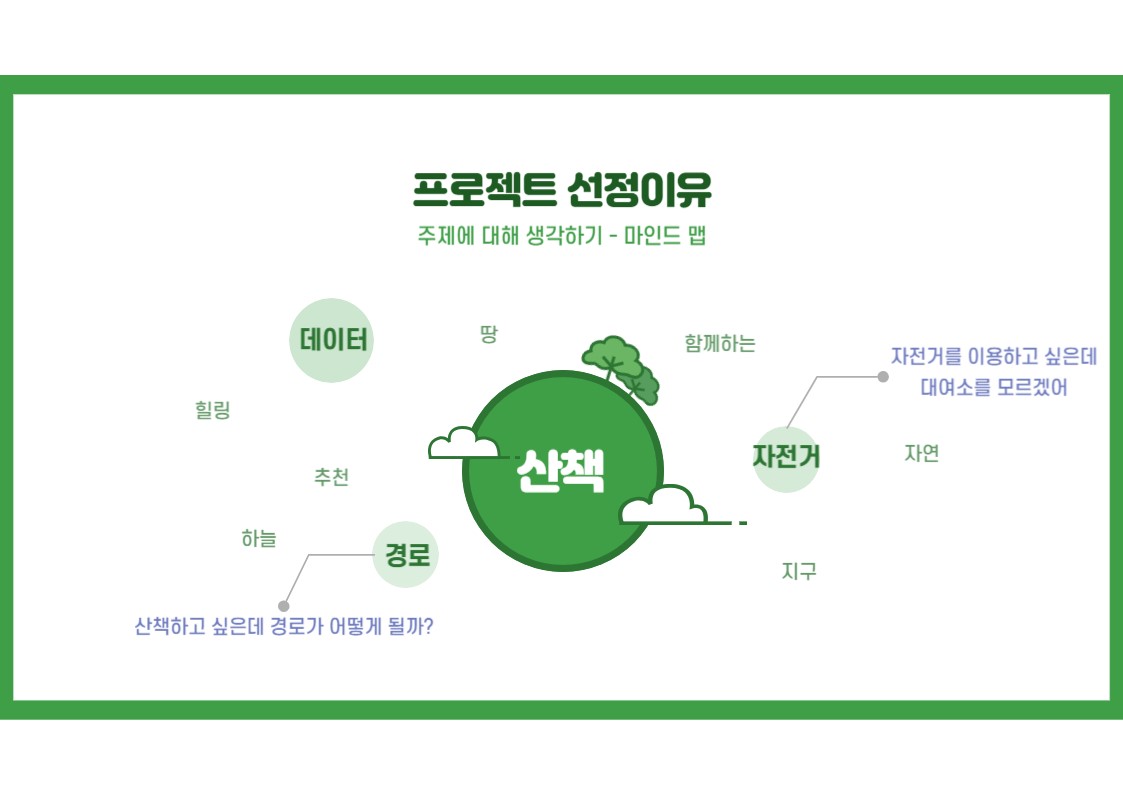 프로젝트 선정이유
주제에 대해 생각하기 - 마인드 맵
데이터
땅
함께하는
자전거를 이용하고 싶은데
대여소를 모르겠어
힐링
산책
자전거
자연
추천
하늘
경로
지구
산책하고 싶은데 경로가 어떻게 될까?